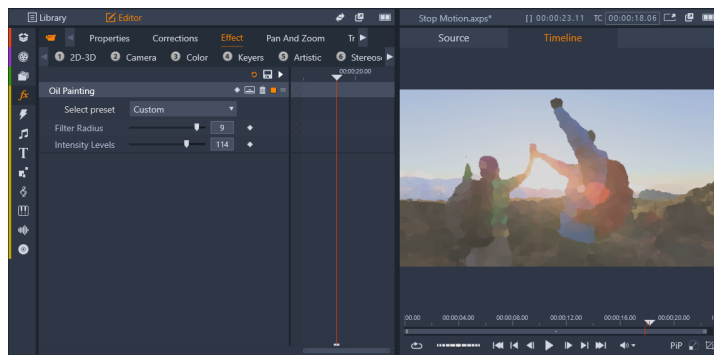 Library Editor
Stop Motion.axps* [ ] 00:00:23.11 TC 00:00:18.06
Properties Corrections Effect Pan And Zoom Tr
Source Timeline
1 2D-3D 2 Camera 3 Color 4 Keyers 5 Artistic 6 Stereos
00:00:20.00
Oil Painting
Select preset Custom
Filter Radius 9
Intensity Levels 114
fx
T
:00.00 00:00:04.00 00:00:08.00 00:00:12.00 00:00:16.00 00:00:20.00
PiP